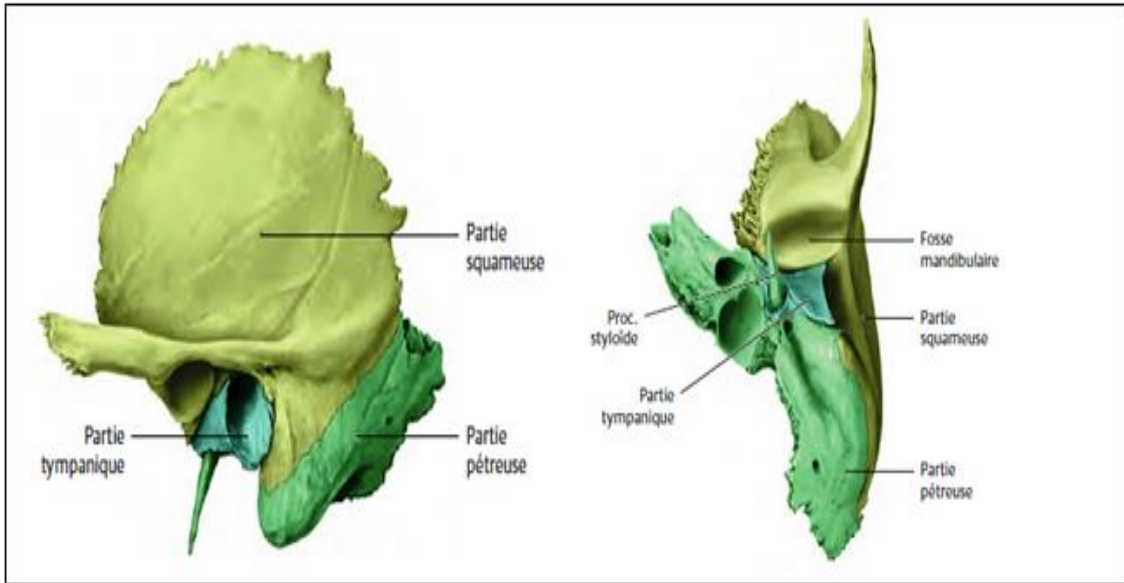 Partie
squameuse
Partie
tympanique
Partie
pétreuse
Fosse
mandibulaire
Proc.
styloïde
Partie
squameuse
Partie
tympanique
Partie
pétreuse